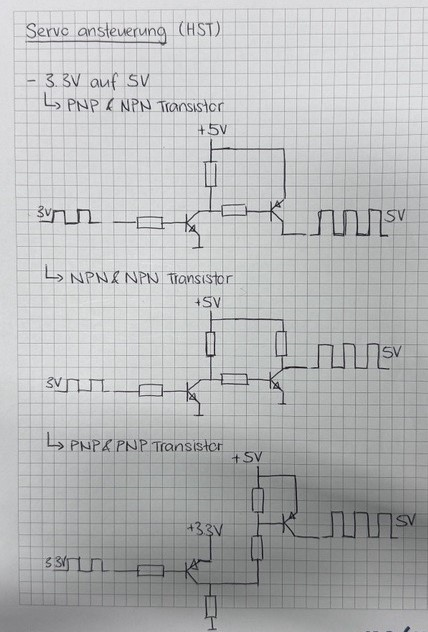 Servo ansteuerung (HST)
- 3.3V auf 5V
↳ PNP & NPN Transistor
+5V
3V
5V
↳ NPN & NPN Transistor
+5V
3V
5V
↳ PNP & PNP Transistor
+5V
+3.3V
5V
3.3V